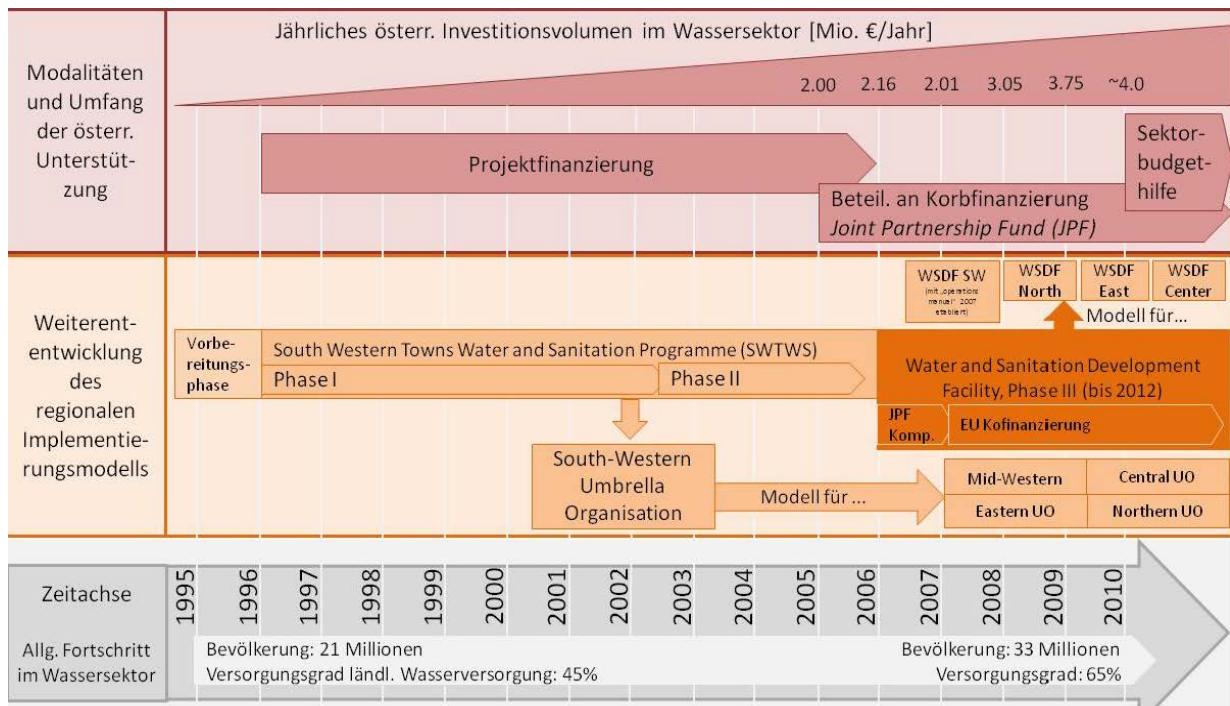 Jährliches österr. Investitionsvolumen im Wassersektor [Mio. €/Jahr]
Modalitäten
und Umfang
der österr.
Unterstüt-
zung
2.00 2.16 2.01 3.05 3.75 ~4.0
Projektfinanzierung
Sektor-
budget-
hilfe
Beteil. an Korbfinanzierung
Joint Partnership Fund (JPF)
Weiterent-
entwicklung
des
regionalen
Implementie-
rungsmodells
WSDF SW
(mit „operations
manual“ 2007
etabliert)
WSDF
North
WSDF
East
WSDF
Center
Modell für...
Vorbe-
reitungs-
phase
South Western Towns Water and Sanitation Programme (SWTWS)
Phase I
Phase II
Water and Sanitation Development
Facility, Phase III (bis 2012)
JPF
Komp.
EU Kofinanzierung
South-Western
Umbrella
Organisation
Modell für ...
Mid-Western
Central UO
Eastern UO
Northern UO
Zeitachse
1995 1996 1997 1998 1999 2000 2001 2002 2003 2004 2005 2006 2007 2008 2009 2010
Allg. Fortschritt
im Wassersektor
Bevölkerung: 21 Millionen
Versorgungsgrad ländl. Wasserversorgung: 45%
Bevölkerung: 33 Millionen
Versorgungsgrad: 65%